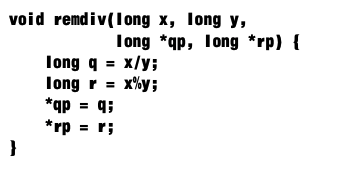 void remdiv(long x, long y,
            long *qp, long *rp) {
    long q = x/y;
    long r = x%y;
    *qp = q;
    *rp = r;
}